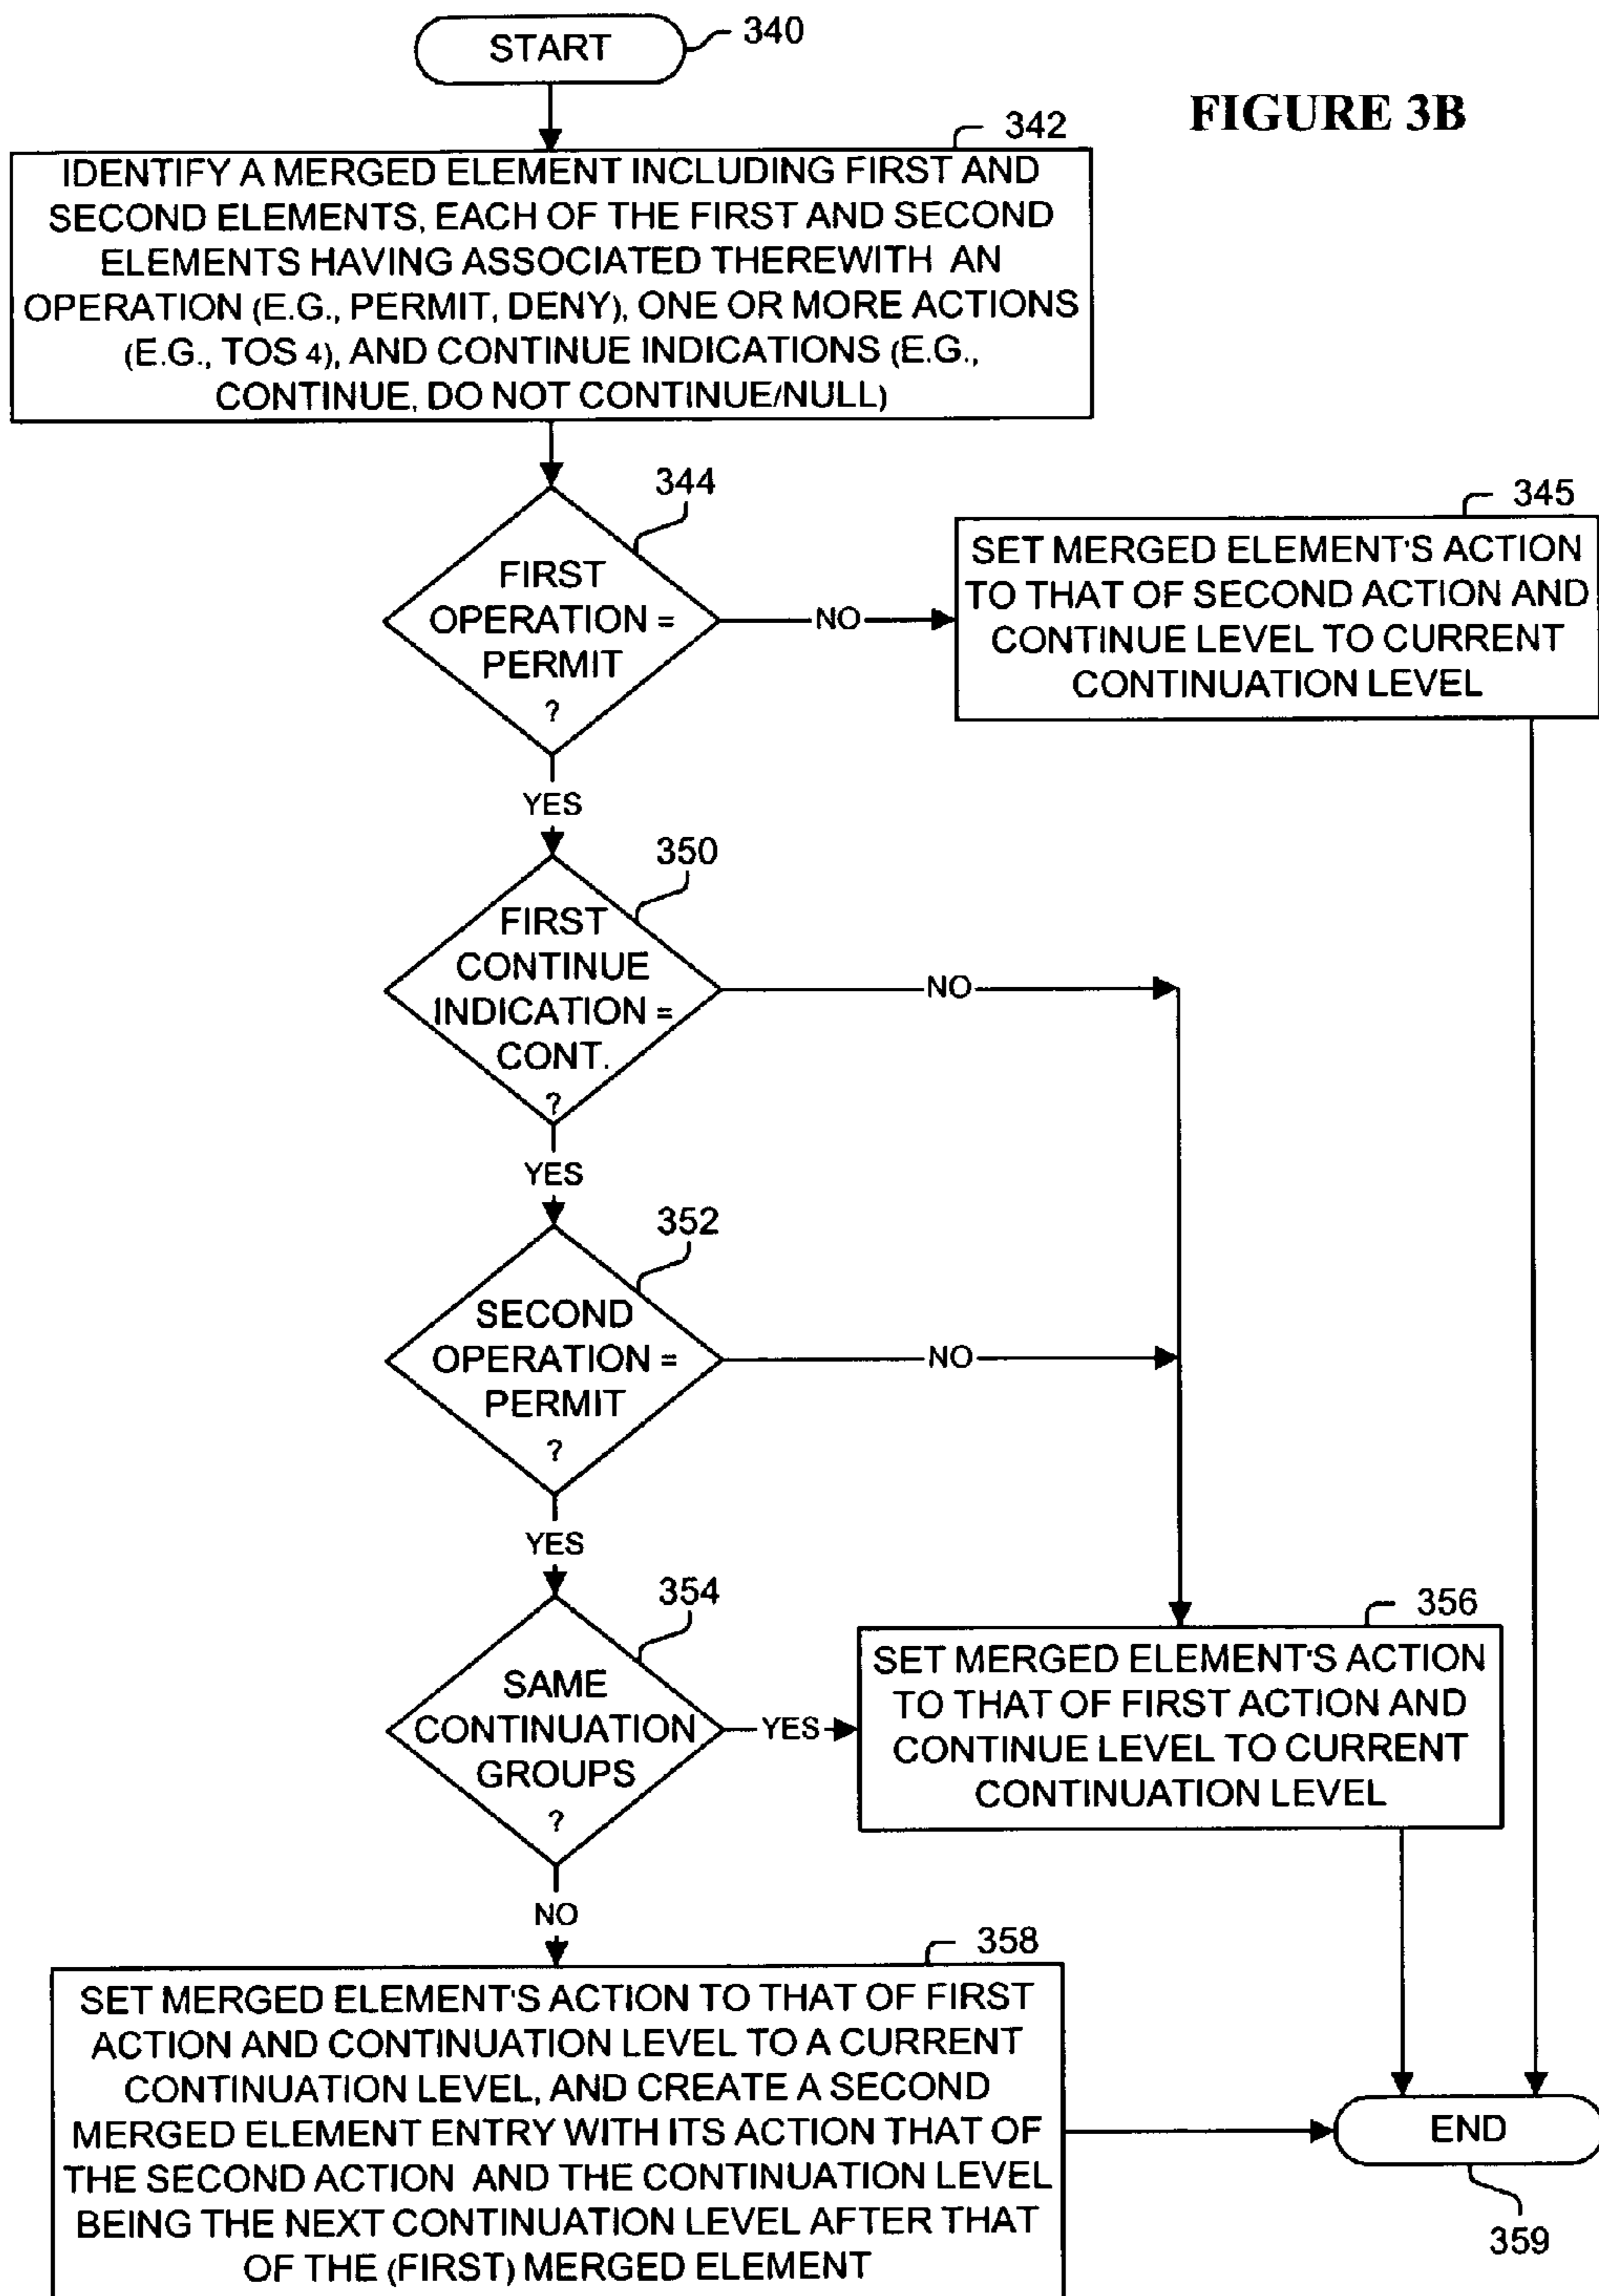 START
340
FIGURE 3B
342
IDENTIFY A MERGED ELEMENT INCLUDING FIRST AND
SECOND ELEMENTS, EACH OF THE FIRST AND SECOND
ELEMENTS HAVING ASSOCIATED THEREWITH AN
OPERATION (E.G., PERMIT, DENY), ONE OR MORE ACTIONS
(E.G., TOS 4), AND CONTINUE INDICATIONS (E.G.,
CONTINUE, DO NOT CONTINUE/NULL)
344
FIRST
OPERATION =
PERMIT
?
NO
345
SET MERGED ELEMENT'S ACTION
TO THAT OF SECOND ACTION AND
CONTINUE LEVEL TO CURRENT
CONTINUATION LEVEL
YES
350
FIRST
CONTINUE
INDICATION =
CONT.
?
NO
YES
352
SECOND
OPERATION =
PERMIT
?
NO
YES
354
SAME
CONTINUATION
GROUPS
?
YES
356
SET MERGED ELEMENT'S ACTION
TO THAT OF FIRST ACTION AND
CONTINUE LEVEL TO CURRENT
CONTINUATION LEVEL
NO
358
SET MERGED ELEMENT'S ACTION TO THAT OF FIRST
ACTION AND CONTINUATION LEVEL TO A CURRENT
CONTINUATION LEVEL, AND CREATE A SECOND
MERGED ELEMENT ENTRY WITH ITS ACTION THAT OF
THE SECOND ACTION AND THE CONTINUATION LEVEL
BEING THE NEXT CONTINUATION LEVEL AFTER THAT
OF THE (FIRST) MERGED ELEMENT
END
359